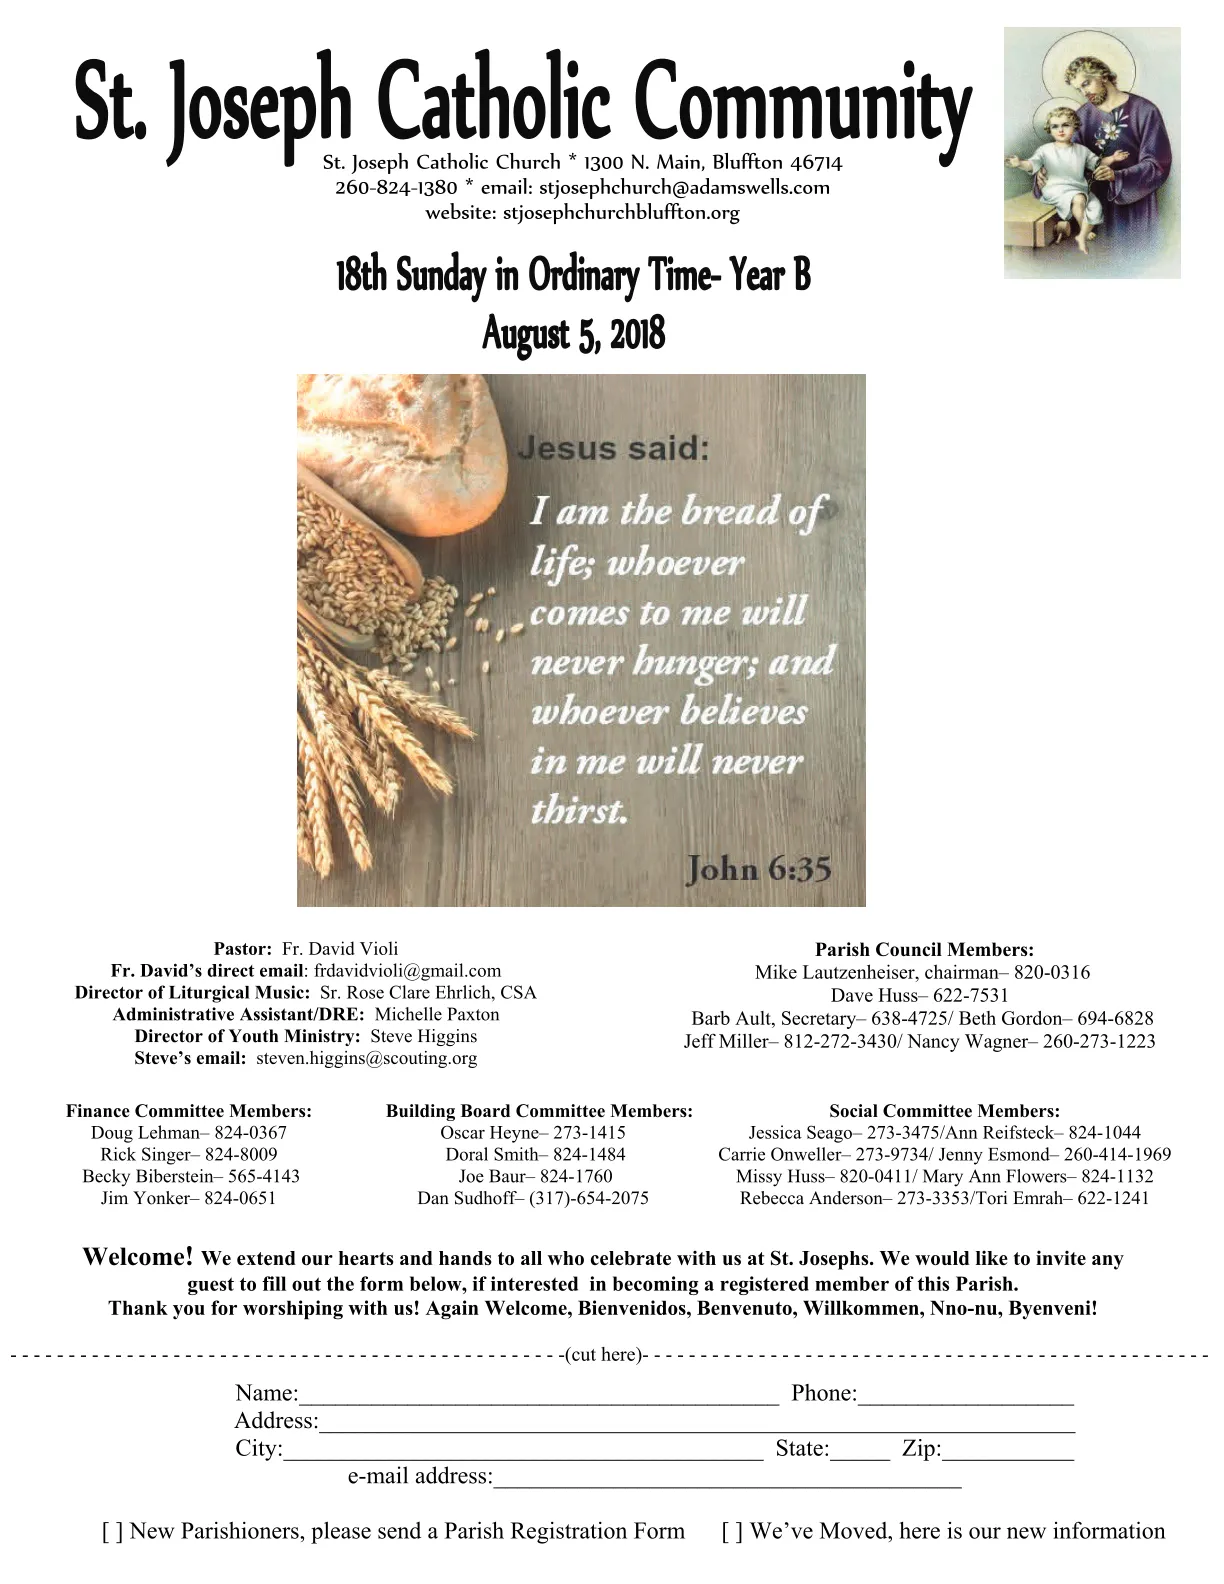 St. Joseph Catholic Community
St. Joseph Catholic Church * 1300 N. Main, Bluffton 46714
260-824-1380 * email: stjosephchurch@adamswells.com
website: stjosephchurchbluffton.org
18th Sunday in Ordinary Time- Year B
August 5, 2018
Jesus said:
I am the bread of
life; whoever
comes to me will
never hunger; and
whoever believes
in me will never
thirst.
John 6:35
Pastor: Fr. David Violi
Fr. David’s direct email: frdavidvioli@gmail.com
Director of Liturgical Music: Sr. Rose Clare Ehrlich, CSA
Administrative Assistant/DRE: Michelle Paxton
Director of Youth Ministry: Steve Higgins
Steve’s email: steven.higgins@scouting.org
Parish Council Members:
Mike Lautzenheiser, chairman– 820-0316
Dave Huss– 622-7531
Barb Ault, Secretary– 638-4725/ Beth Gordon– 694-6828
Jeff Miller– 812-272-3430/ Nancy Wagner– 260-273-1223
Finance Committee Members:
Doug Lehman– 824-0367
Rick Singer– 824-8009
Becky Biberstein– 565-4143
Jim Yonker– 824-0651
Building Board Committee Members:
Oscar Heyne– 273-1415
Doral Smith– 824-1484
Joe Baur– 824-1760
Dan Sudhoff– (317)-654-2075
Social Committee Members:
Jessica Seago– 273-3475/Ann Reifsteck– 824-1044
Carrie Onweller– 273-9734/ Jenny Esmond– 260-414-1969
Missy Huss– 820-0411/ Mary Ann Flowers– 824-1132
Rebecca Anderson– 273-3353/Tori Emrah– 622-1241
Welcome! We extend our hearts and hands to all who celebrate with us at St. Josephs. We would like to invite any
guest to fill out the form below, if interested in becoming a registered member of this Parish.
Thank you for worshiping with us! Again Welcome, Bienvenidos, Benvenuto, Willkommen, Nno-nu, Byenveni!
- - - - - - - - - - - - - - - - - - - - - - - - - - - - - - - - - - - - - - - - - - - - - - - -(cut here)- - - - - - - - - - - - - - - - - - - - - - - - - - - - - - - - - - - - - - - - - - - - - - - -
Name:________________________________________ Phone:__________________
Address:_______________________________________________________________
City:________________________________________ State:_____ Zip:___________
e-mail address:_______________________________________
[ ] New Parishioners, please send a Parish Registration Form [ ] We’ve Moved, here is our new information